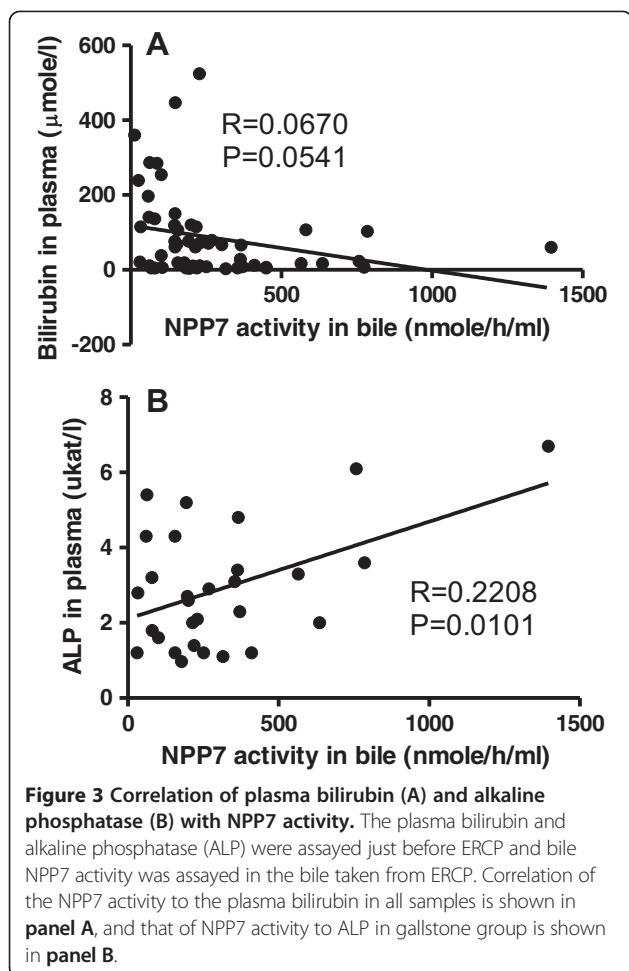 A
600
400
200
0
-200
Bilirubin in plasma (μmole/l)
R=0.0670
P=0.0541
500
1000
1500
NPP7 activity in bile (nmole/h/ml)
B
8
6
4
2
0
ALP in plasma (ukat/l)
R=0.2208
P=0.0101
0
500
1000
1500
NPP7 activity in bile (nmole/h/ml)
Figure 3 Correlation of plasma bilirubin (A) and alkaline
phosphatase (B) with NPP7 activity. The plasma bilirubin and
alkaline phosphatase (ALP) were assayed just before ERCP and bile
NPP7 activity was assayed in the bile taken from ERCP. Correlation of
the NPP7 activity to the plasma bilirubin in all samples is shown in
panel A, and that of NPP7 activity to ALP in gallstone group is shown
in panel B.